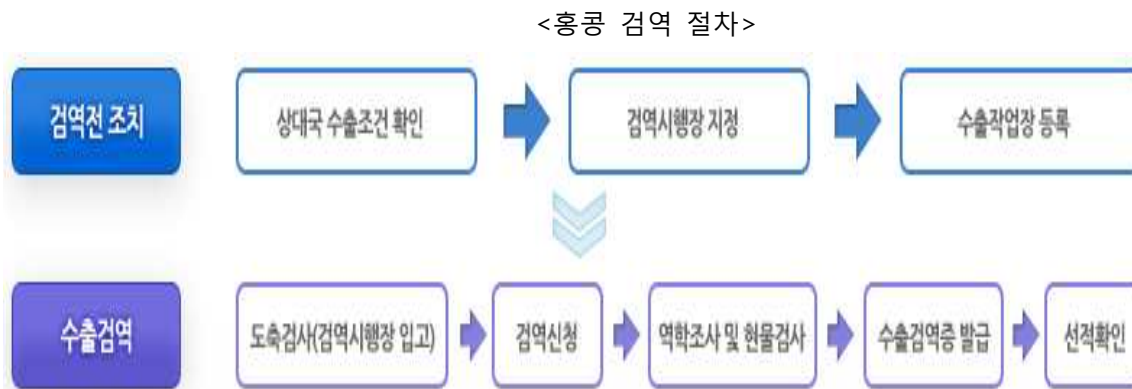 <홍콩 검역 절차>
검역전 조치
상대국 수출조건 확인
검역시행장 지정
수출작업장 등록
수출검역
도축검사(검역시행장 입고)
검역신청
역학조사 및 현물검사
수출검역증 발급
선적확인